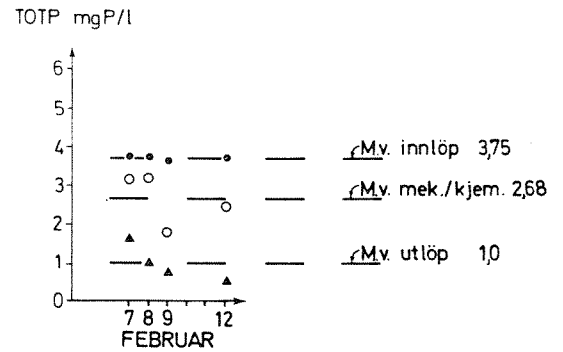 TOTP mgP/l
6
5
4
3
2
1
0
M.v. innlöp 3,75
M.v. mek./kjem. 2,68
M.v. utlöp 1,0
7 8 9 12
FEBRUAR